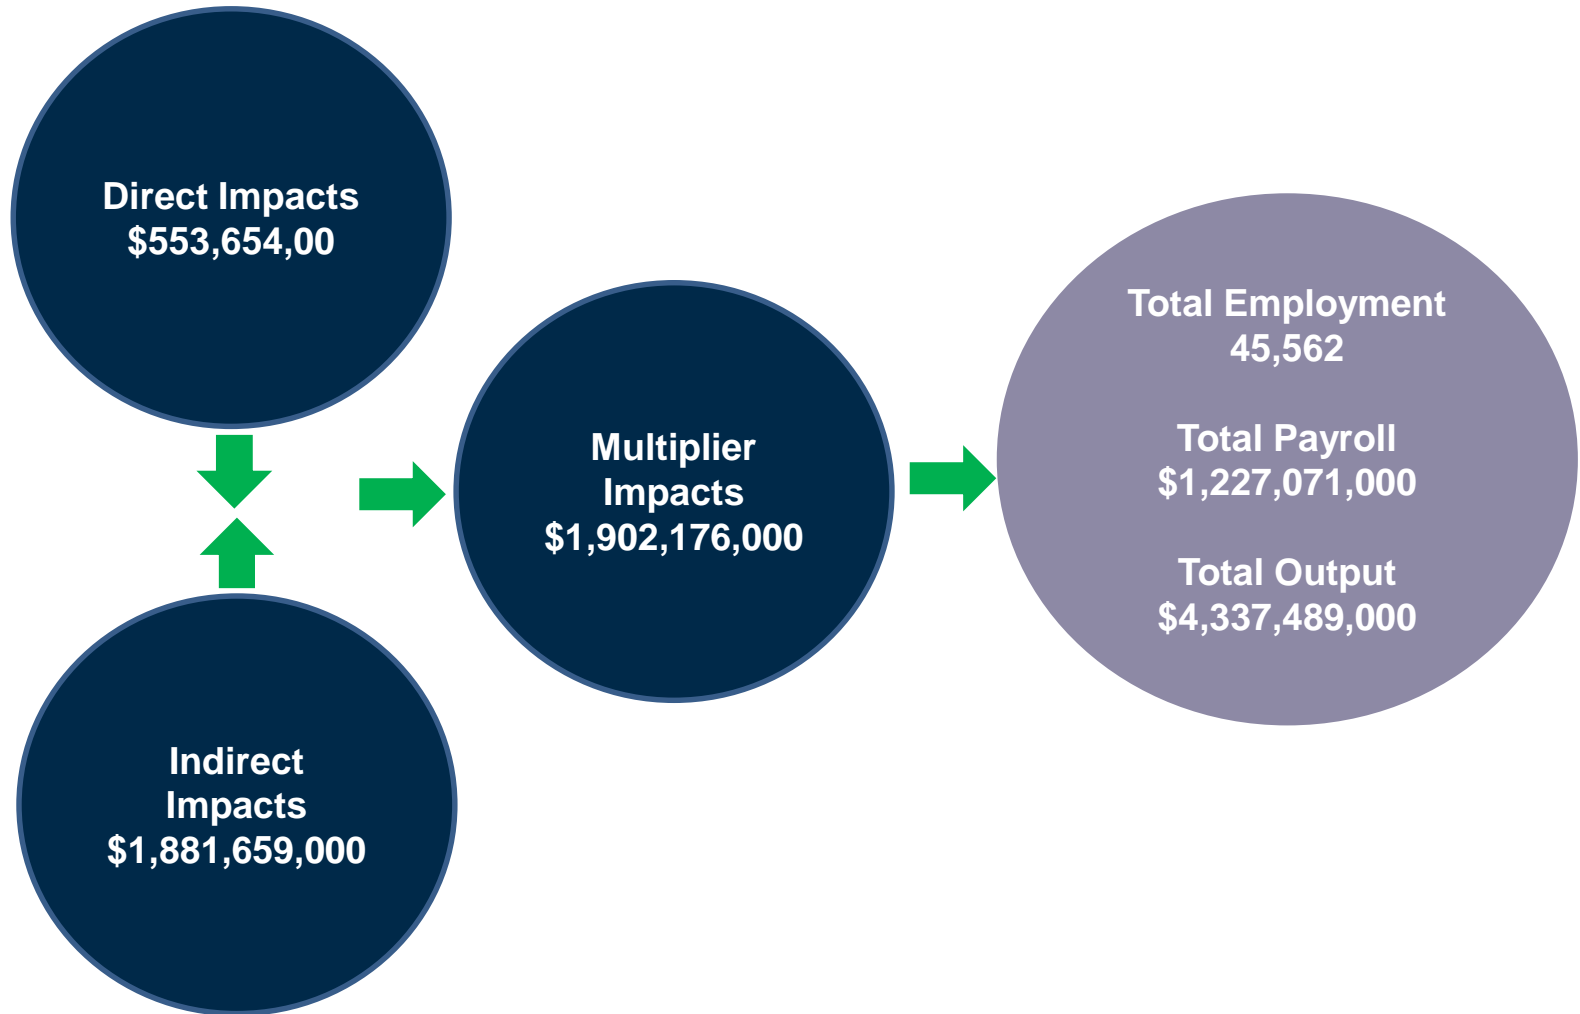 Direct Impacts
$553,654,00
Indirect
Impacts
$1,881,659,000
Multiplier
Impacts
$1,902,176,000
Total Employment
45,562
Total Payroll
$1,227,071,000
Total Output
$4,337,489,000